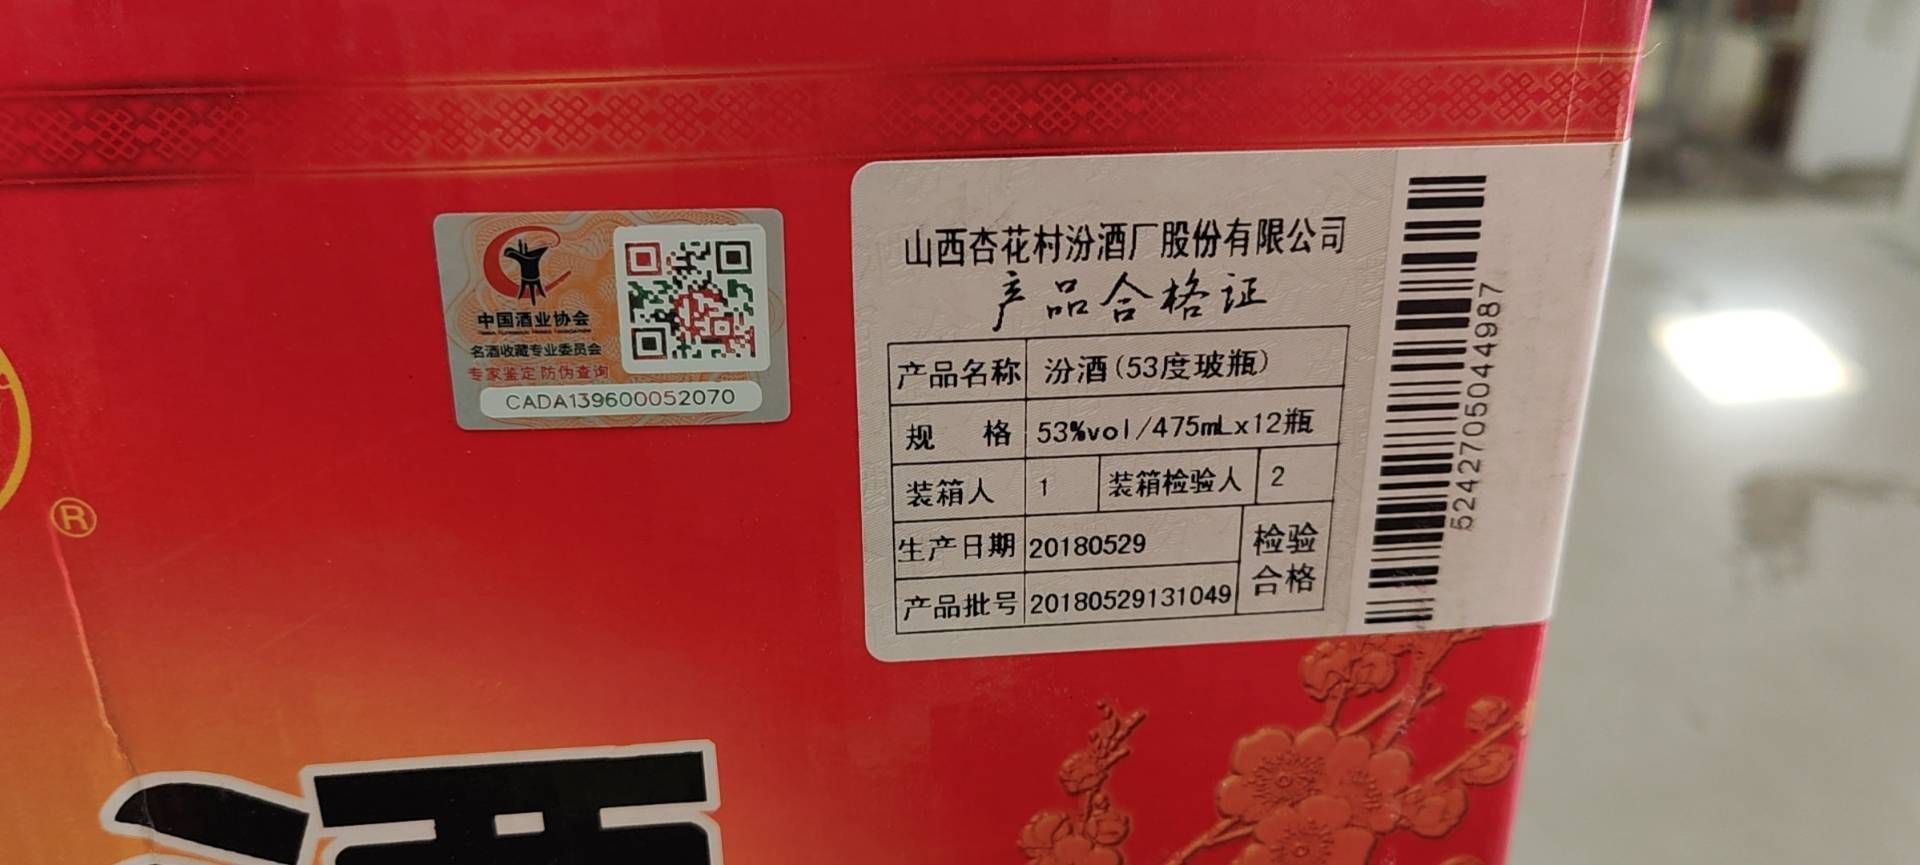 中国酒业协会
名酒收藏专业委员会
专家鉴定 防伪查询
CADA139600052070
山西杏花村汾酒厂股份有限公司
产品合格证
产品名称 汾酒(53度玻瓶)
规 格 53%vol/475mLx12瓶
装箱人 1 装箱检验人 2
生产日期 20180529 检验
产品批号 20180529131049 合格
5242705044987
®
酒